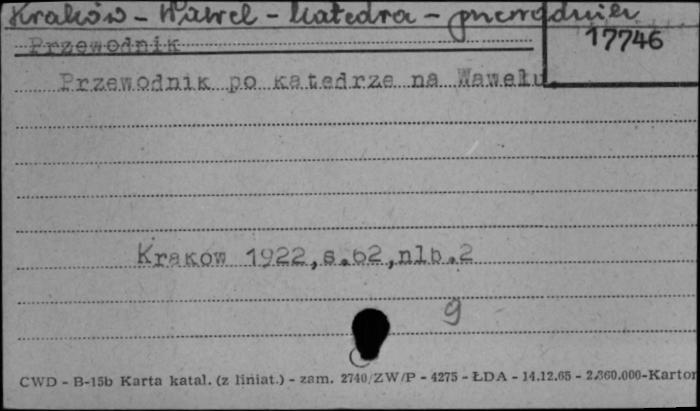 Kraków - Wawel - katedra - przewodniki
17746
Przewodnik
Przewodnik po katedrze na Wawelu
Kraków 1922,s.62,nlb.2
9
CWD - B-15b Karta katal. (z liniat.) - zam. 2740/ZW/P - 4275 - ŁDA - 14.12.65 - 2.360.000-Karton